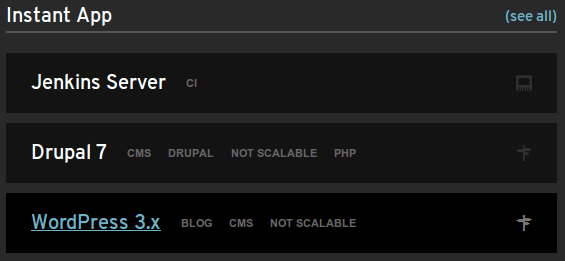 Instant App (see all)
Jenkins Server CI
Drupal 7 CMS DRUPAL NOT SCALABLE PHP
WordPress 3.x BLOG CMS NOT SCALABLE